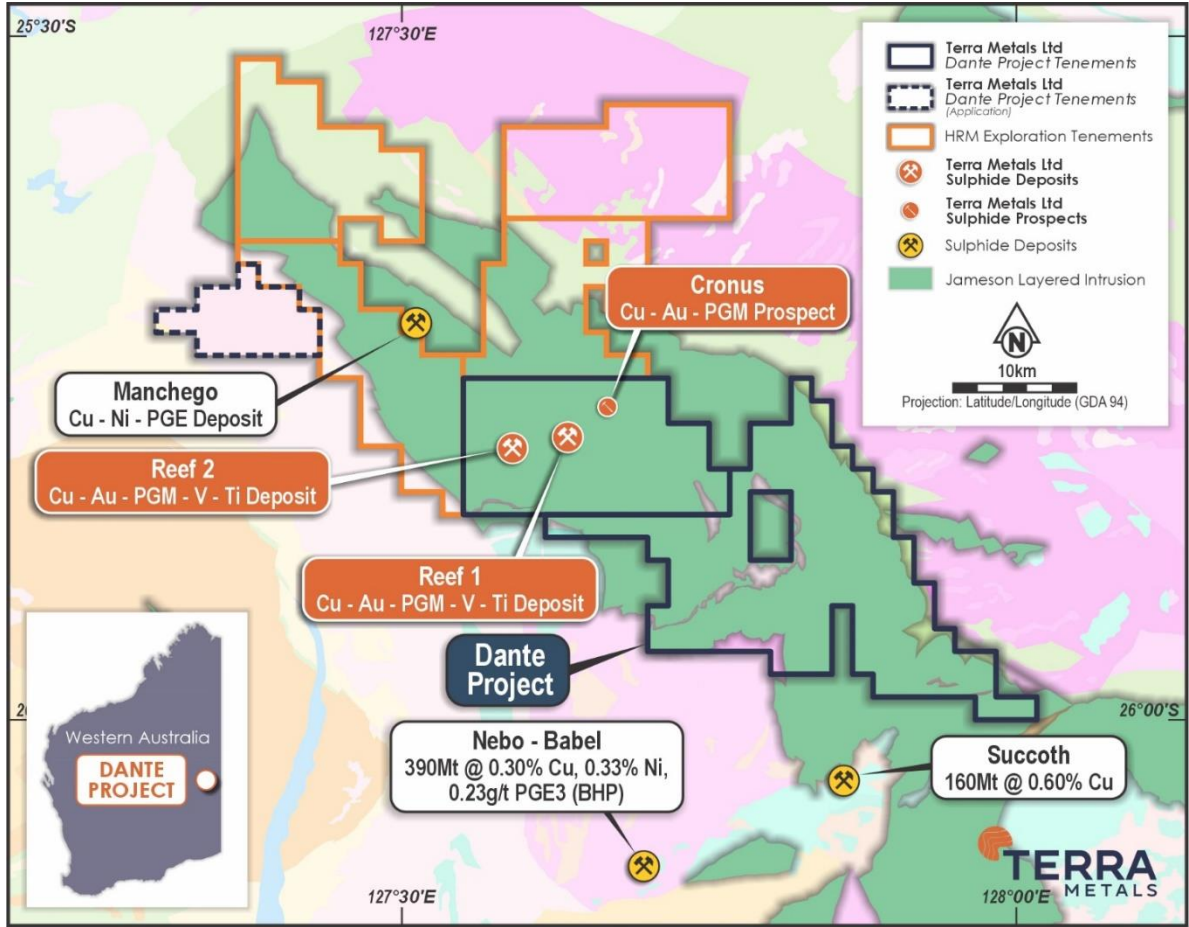 25°30'S
127°30'E
Terra Metals Ltd
Dante Project Tenements
Terra Metals Ltd
Dante Project Tenements
(Application)
HRM Exploration Tenements
Terra Metals Ltd
Sulphide Deposits
Terra Metals Ltd
Sulphide Prospects
Sulphide Deposits
Jameson Layered Intrusion
N
10km
Projection: Latitude/Longitude (GDA 94)
Cronus
Cu - Au - PGM Prospect
Manchego
Cu - Ni - PGE Deposit
Reef 2
Cu - Au - PGM - V - Ti Deposit
Reef 1
Cu - Au - PGM - V - Ti Deposit
Dante
Project
Western Australia
DANTE
PROJECT
26°00'S
Nebo - Babel
390Mt @ 0.30% Cu, 0.33% Ni,
0.23g/t PGE3 (BHP)
Succoth
160Mt @ 0.60% Cu
TERRA
METALS
127°30'E
128°00'E